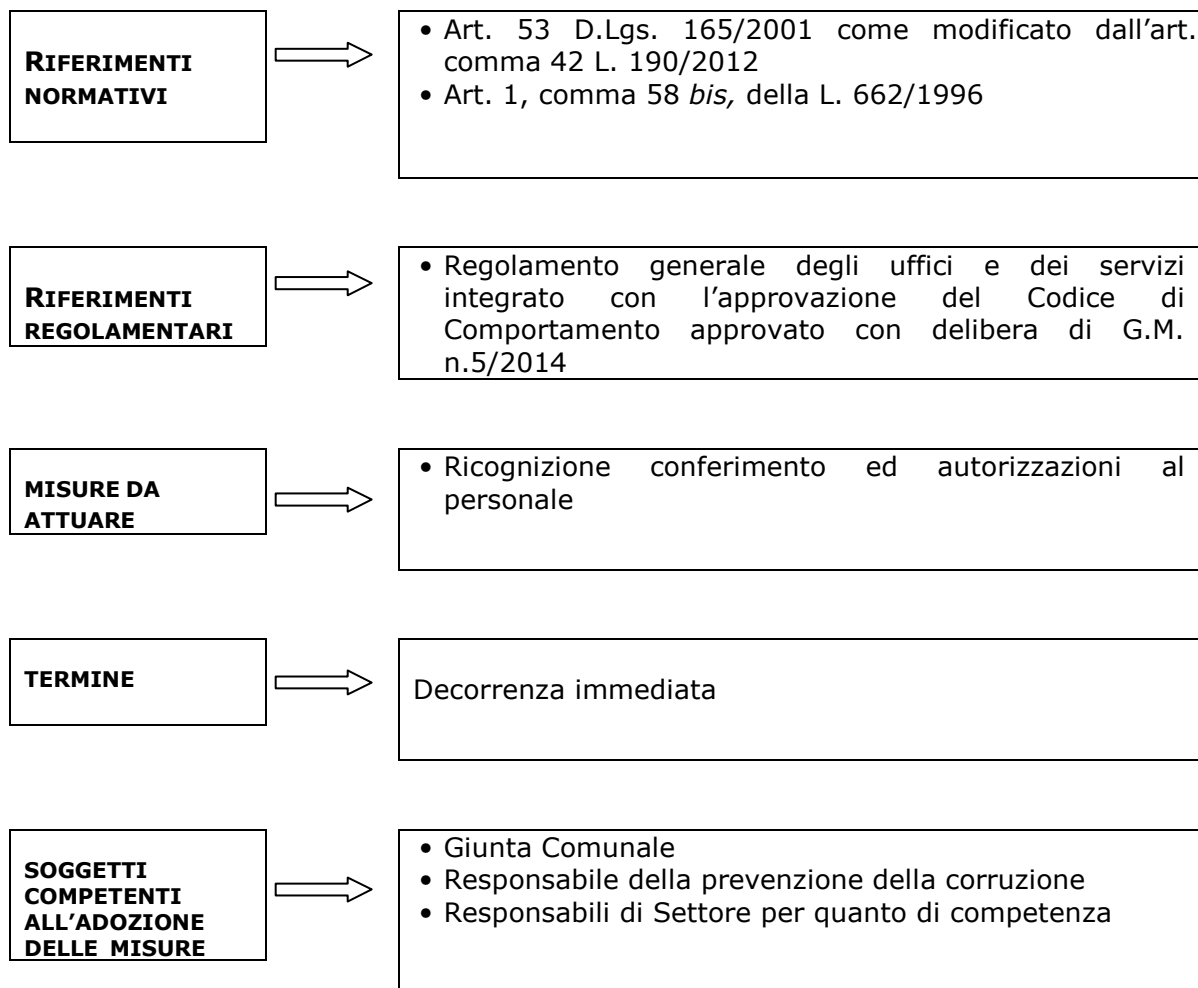 RIFERIMENTI
NORMATIVI
• Art. 53 D.Lgs. 165/2001 come modificato dall’art.
comma 42 L. 190/2012
• Art. 1, comma 58 bis, della L. 662/1996
RIFERIMENTI
REGOLAMENTARI
• Regolamento generale degli uffici e dei servizi
integrato con l’approvazione del Codice di
Comportamento approvato con delibera di G.M.
n.5/2014
MISURE DA
ATTUARE
• Ricognizione conferimento ed autorizzazioni al
personale
TERMINE
Decorrenza immediata
SOGGETTI
COMPETENTI
ALL’ADOZIONE
DELLE MISURE
• Giunta Comunale
• Responsabile della prevenzione della corruzione
• Responsabili di Settore per quanto di competenza